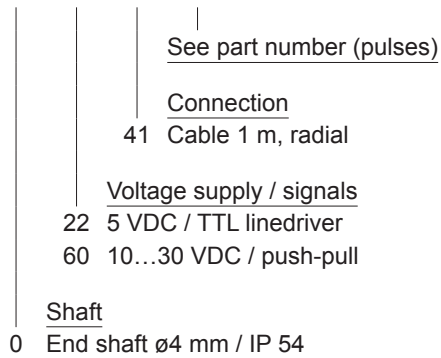 See part number (pulses)
Connection
41 Cable 1 m, radial
Voltage supply / signals
22 5 VDC / TTL linedriver
60 10…30 VDC / push-pull
Shaft
0 End shaft ø4 mm / IP 54